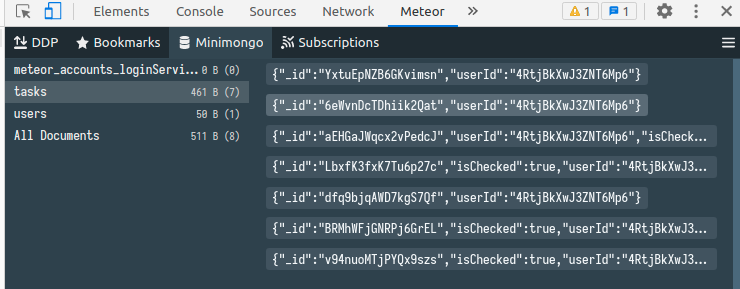 Elements Console Sources Network Meteor 1 1
DDP Bookmarks Minimongo Subscriptions
meteor_accounts_loginServi... 0 B (0)
tasks 461 B (7)
users 50 B (1)
All Documents 511 B (8)
{"_id":"YxtuEpNZB6GKvimsn","userId":"4RtjBkXwJ3ZNT6Mp6"}
{"_id":"6eWvnDcTDhiik2Qat","userId":"4RtjBkXwJ3ZNT6Mp6"}
{"_id":"aEHGaJWqcx2vPedcJ","userId":"4RtjBkXwJ3ZNT6Mp6","isCheck...
{"_id":"LbxfK3fxK7Tu6p27c","isChecked":true,"userId":"4RtjBkXwJ3...
{"_id":"dfq9bjqAWD7kgS7Qf","userId":"4RtjBkXwJ3ZNT6Mp6"}
{"_id":"BRMhWFjGNRPj6GrEL","isChecked":true,"userId":"4RtjBkXwJ3...
{"_id":"v94nuoMTjPYQx9szs","isChecked":true,"userId":"4RtjBkXwJ3...